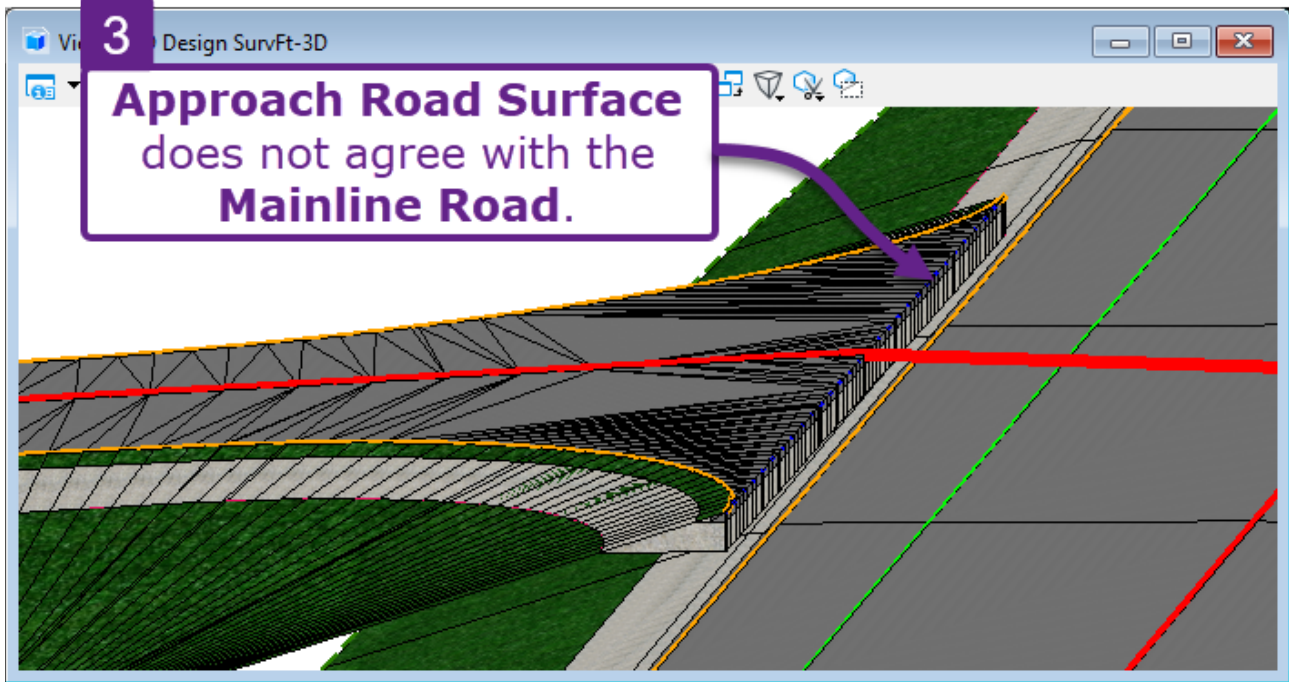 3
Design SurvFt-3D
Approach Road Surface
does not agree with the
Mainline Road.